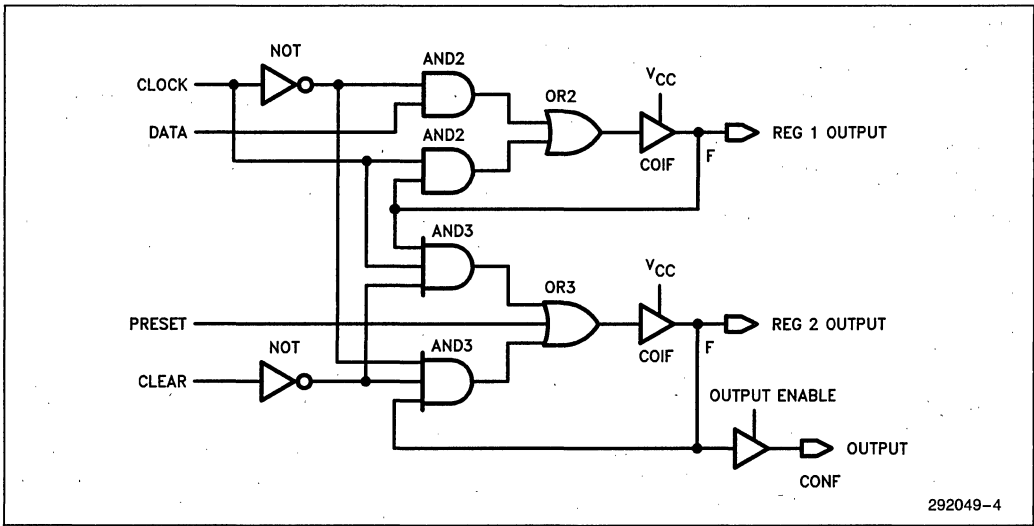 NOT
AND2
VCC
CLOCK
OR2
DATA
REG 1 OUTPUT
AND2
COIF
F
AND3
VCC
OR3
PRESET
REG 2 OUTPUT
NOT
AND3
COIF
F
CLEAR
OUTPUT ENABLE
OUTPUT
CONF
292049-4